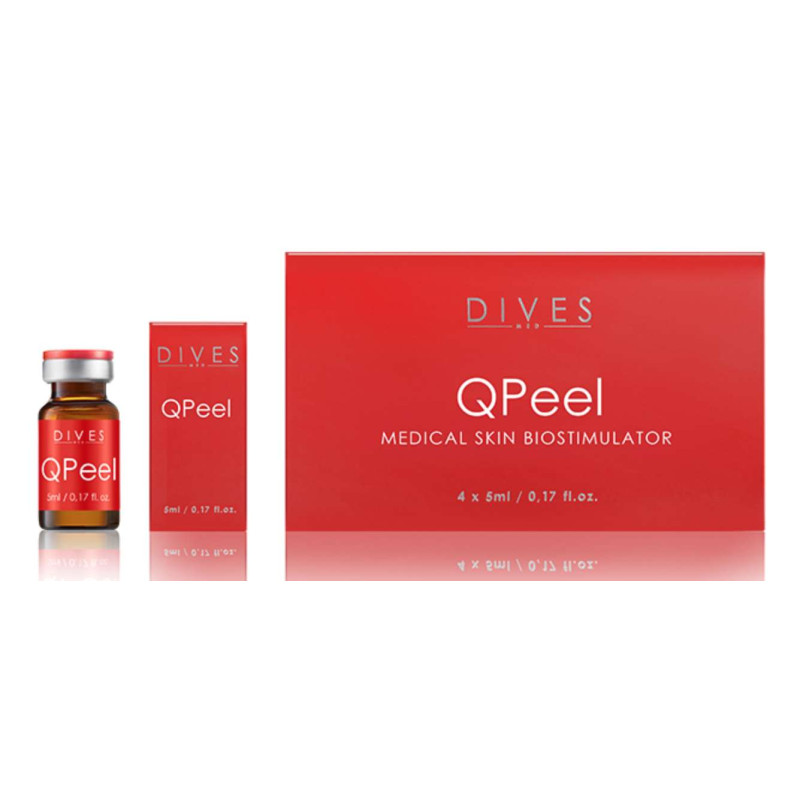 DIVES
MED
QPeel
5ml / 0,17 fl.oz.
DIVES
MED
QPeel
5ml / 0,17 fl.oz.
DIVES
MED
QPeel
MEDICAL SKIN BIOSTIMULATOR
4 x 5ml / 0,17 fl.oz.